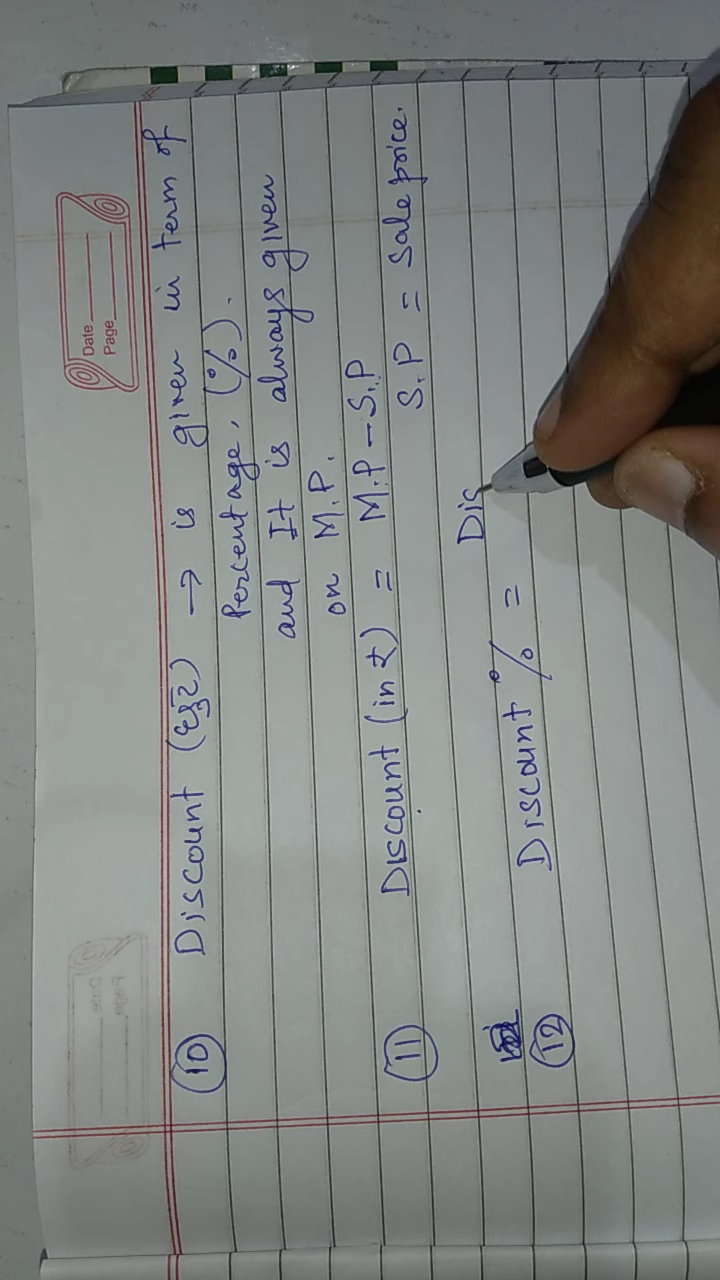 Date
Page
⑩ Discount (छूट) → is given in term of
Percentage, (%).
and It is always given
on M.P.
⑪ Discount (in ₹) = M.P – S.P
S.P = Sale price.
Dis
⑫ Discount % =